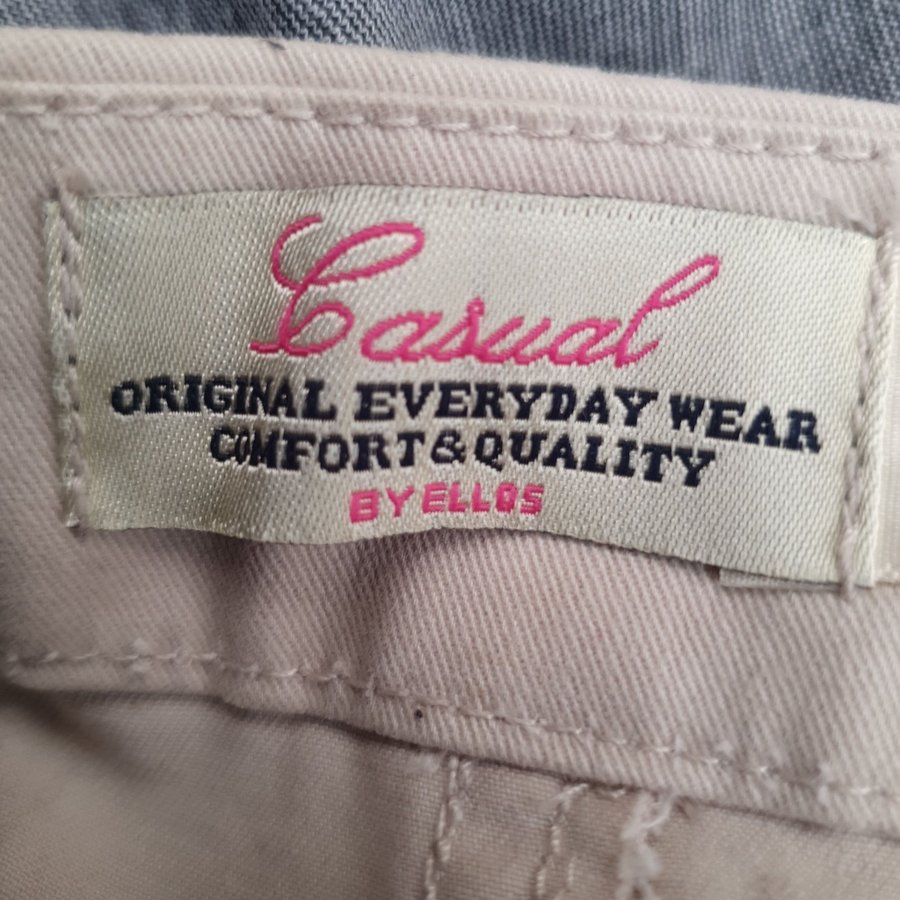 Casual
ORIGINAL EVERYDAY WEAR
COMFORT & QUALITY
BY ELLOS